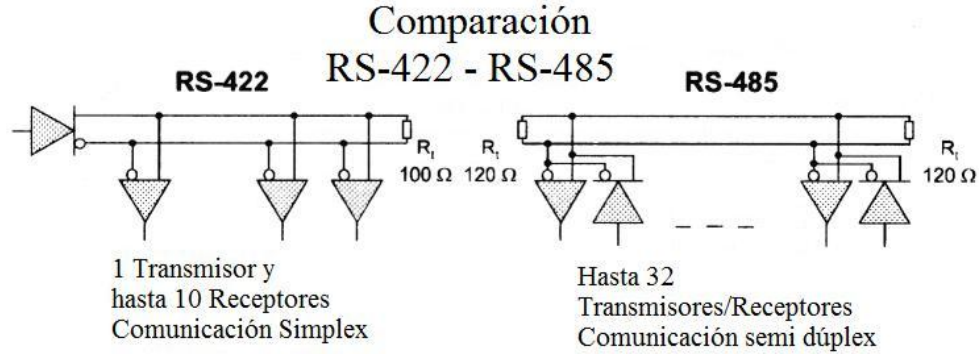 Comparación
RS-422 - RS-485
RS-422
RS-485
Rt
100 Ω
Rt
120 Ω
Rt
120 Ω
1 Transmisor y
hasta 10 Receptores
Comunicación Simplex
Hasta 32
Transmisores/Receptores
Comunicación semi dúplex